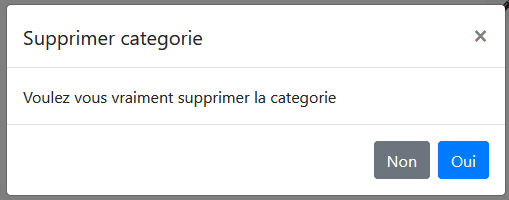 Supprimer categorie
×
Voulez vous vraiment supprimer la categorie
Non
Oui